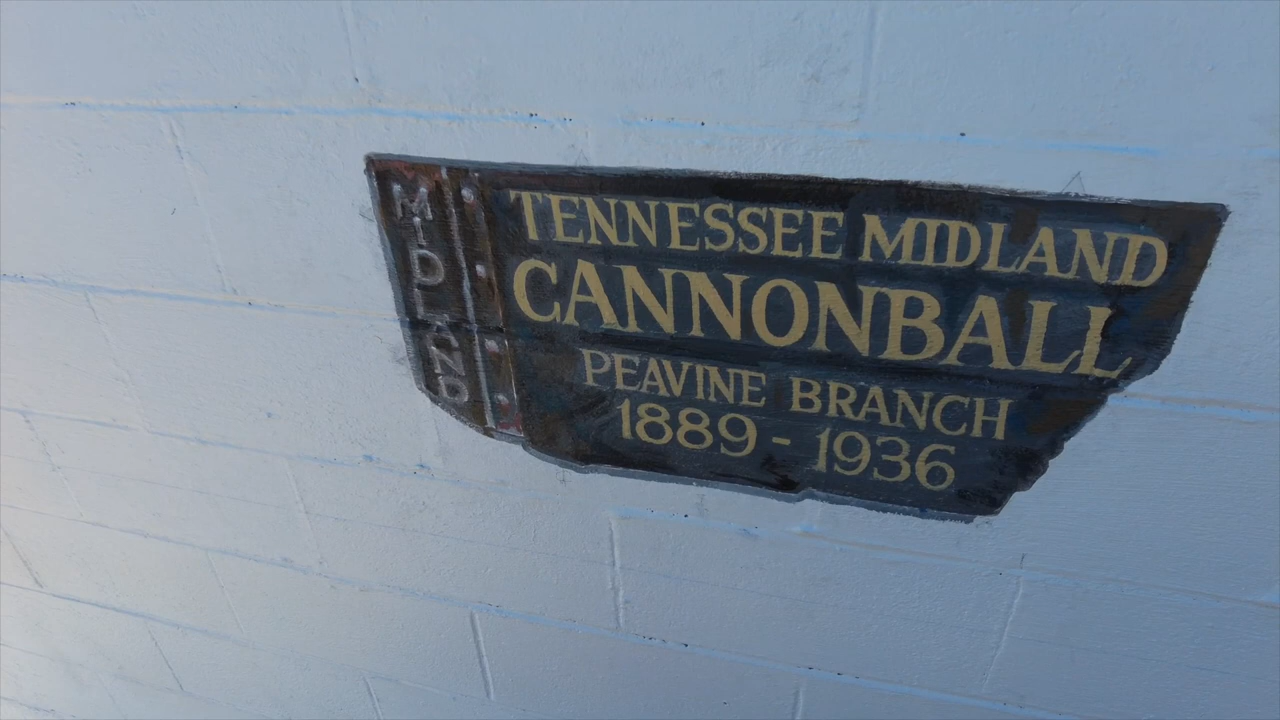 MIDLAND
TENNESSEE MIDLAND
CANNONBALL
PEAVINE BRANCH
1889 - 1936